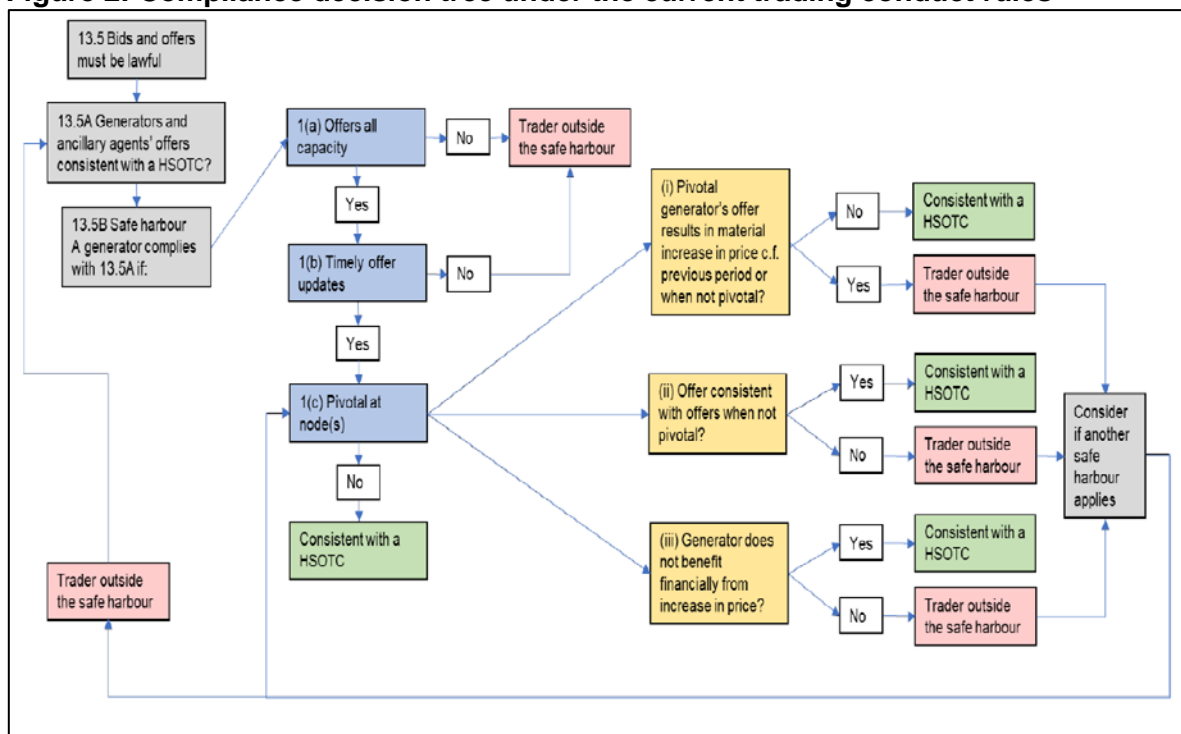 Figure 2: Compliance decision tree under the current trading conduct rules
13.5 Bids and offers
must be lawful
13.5A Generators and
ancillary agents' offers
consistent with a HSOTC?
13.5B Safe harbour
A generator complies
with 13.5A if:
1(a) Offers all
capacity
No
Trader outside
the safe harbour
Yes
1(b) Timely offer
updates
No
Yes
1(c) Pivotal at
node(s)
No
Consistent with a
HSOTC
(i) Pivotal
generator's offer
results in material
increase in price c.f.
previous period or
when not pivotal?
No
Consistent with a
HSOTC
Yes
Trader outside
the safe harbour
(ii) Offer consistent
with offers when not
pivotal?
Yes
Consistent with a
HSOTC
No
Trader outside
the safe harbour
(iii) Generator does
not benefit
financially from
increase in price?
Yes
Consistent with a
HSOTC
No
Trader outside
the safe harbour
Consider
if another
safe
harbour
applies
Trader outside
the safe harbour